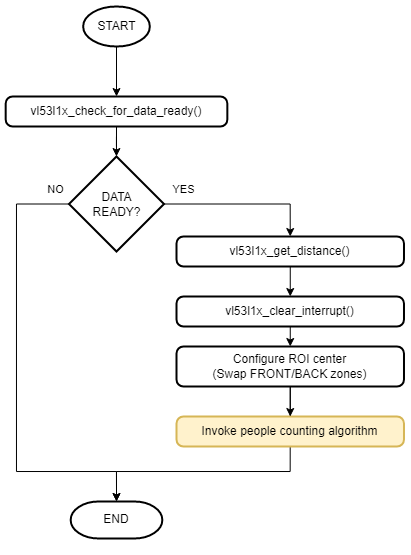 START
vl53l1x_check_for_data_ready()
DATA
READY?
NO
YES
vl53l1x_get_distance()
vl53l1x_clear_interrupt()
Configure ROI center
(Swap FRONT/BACK zones)
Invoke people counting algorithm
END